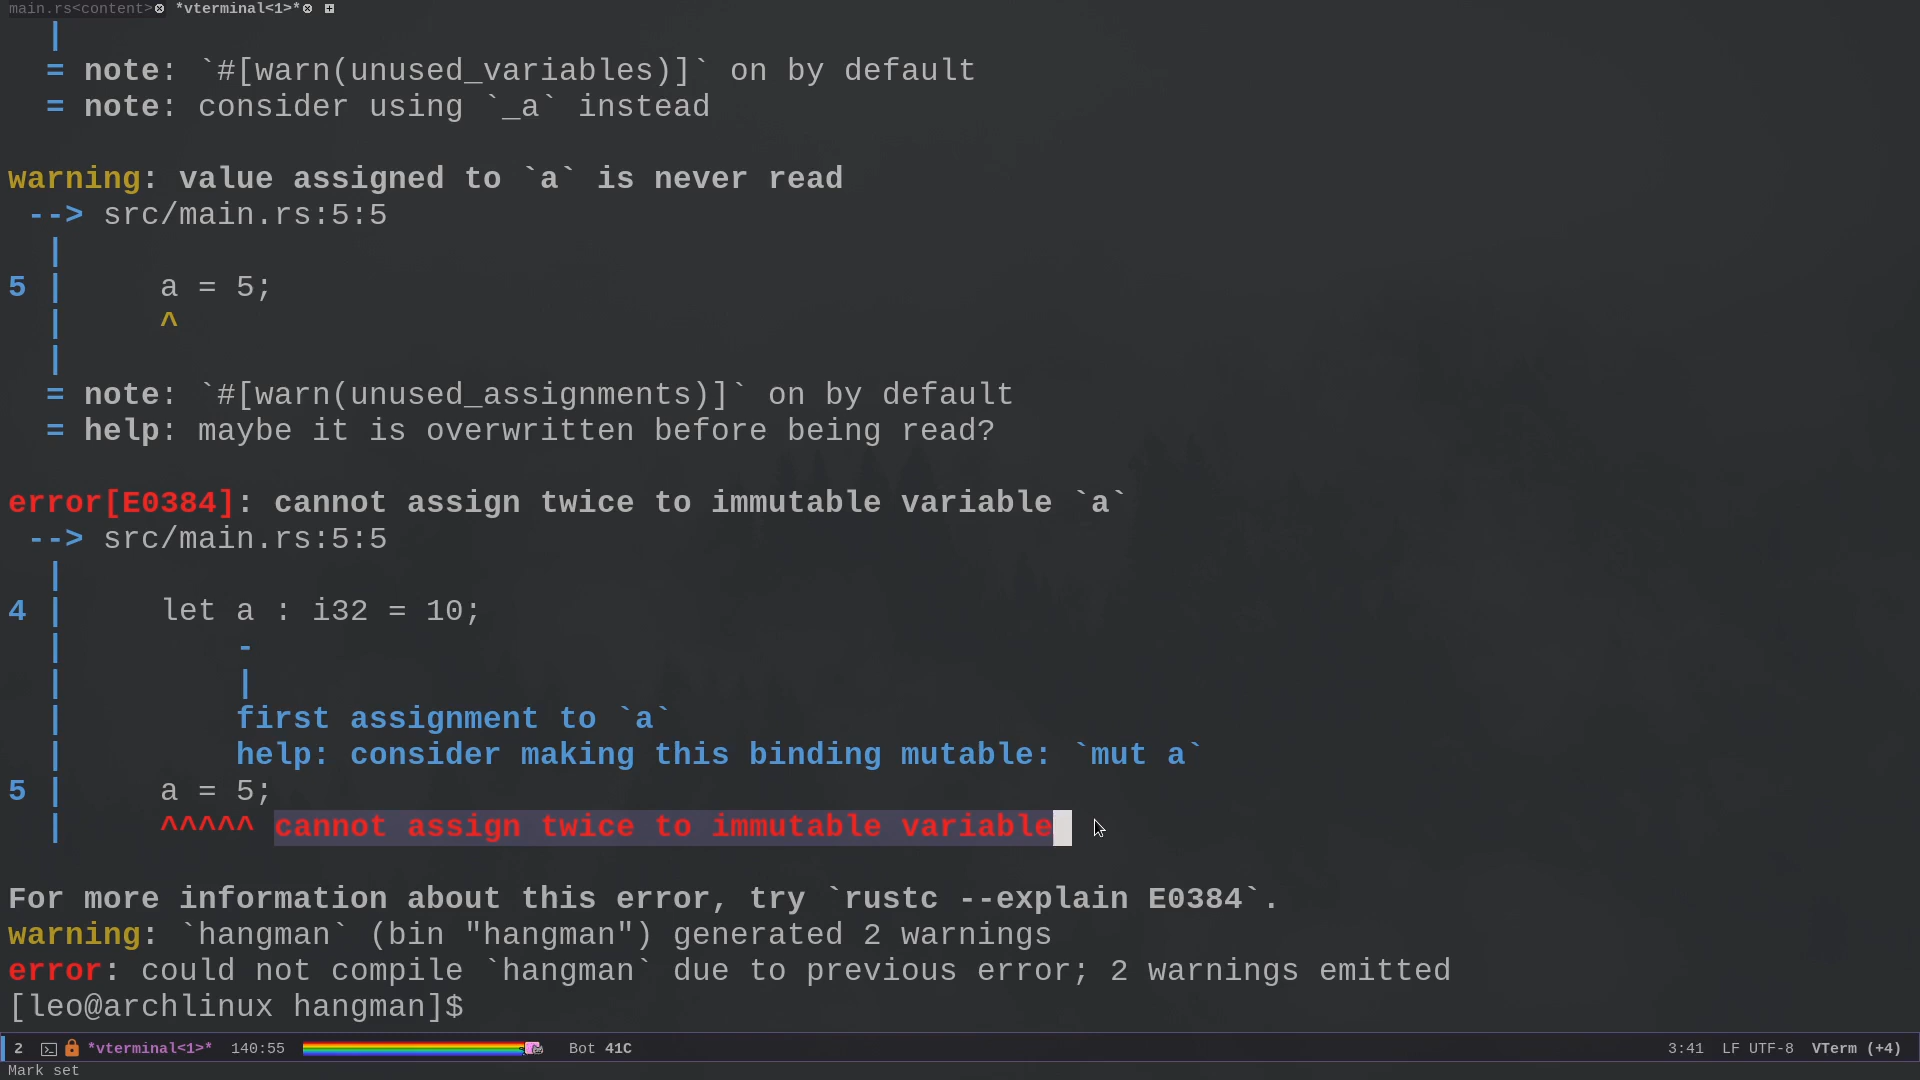 main.rs<content> *vterminal<1>*
|
= note: `#[warn(unused_variables)]` on by default
= note: consider using `_a` instead
warning: value assigned to `a` is never read
--> src/main.rs:5:5
|
5 | a = 5;
| ^
|
= note: `#[warn(unused_assignments)]` on by default
= help: maybe it is overwritten before being read?
error[E0384]: cannot assign twice to immutable variable `a`
--> src/main.rs:5:5
|
4 | let a : i32 = 10;
| -
| |
| first assignment to `a`
| help: consider making this binding mutable: `mut a`
5 | a = 5;
| ^^^^^ cannot assign twice to immutable variable
For more information about this error, try `rustc --explain E0384`.
warning: `hangman` (bin "hangman") generated 2 warnings
error: could not compile `hangman` due to previous error; 2 warnings emitted
[leo@archlinux hangman]$
2 *vterminal<1>* 140:55 Bot 41C 3:41 LF UTF-8 VTerm (+4)
Mark set